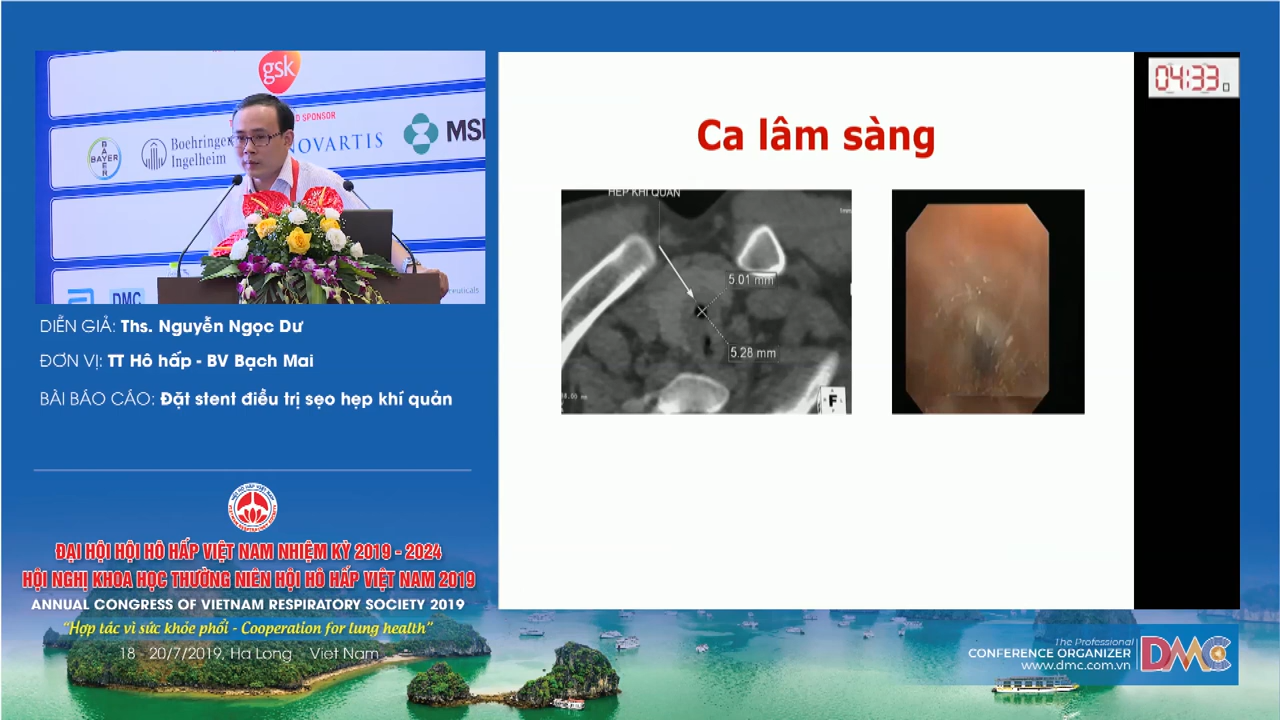 gsk
SPONSOR
BAYER
BAYER
Boehringer
Ingelheim
NOVARTIS
MSD
DMC
DIỄN GIẢ: Ths. Nguyễn Ngọc Dư
ĐƠN VỊ: TT Hô hấp - BV Bạch Mai
BÀI BÁO CÁO: Đặt stent điều trị sẹo hẹp khí quản
ĐẠI HỘI HỘI HÔ HẤP VIỆT NAM NHIỆM KỲ 2019 - 2024
HỘI NGHỊ KHOA HỌC THƯỜNG NIÊN HỘI HÔ HẤP VIỆT NAM 2019
ANNUAL CONGRESS OF VIETNAM RESPIRATORY SOCIETY 2019
“Hợp tác vì sức khỏe phổi - Cooperation for lung health”
18 - 20/7/2019, Ha Long Viet Nam
Ca lâm sàng
HẸP KHÍ QUẢN
5.01 mm
5.28 mm
F
04:33
The Professional
CONFERENCE ORGANIZER
www.dmc.com.vn
DMC